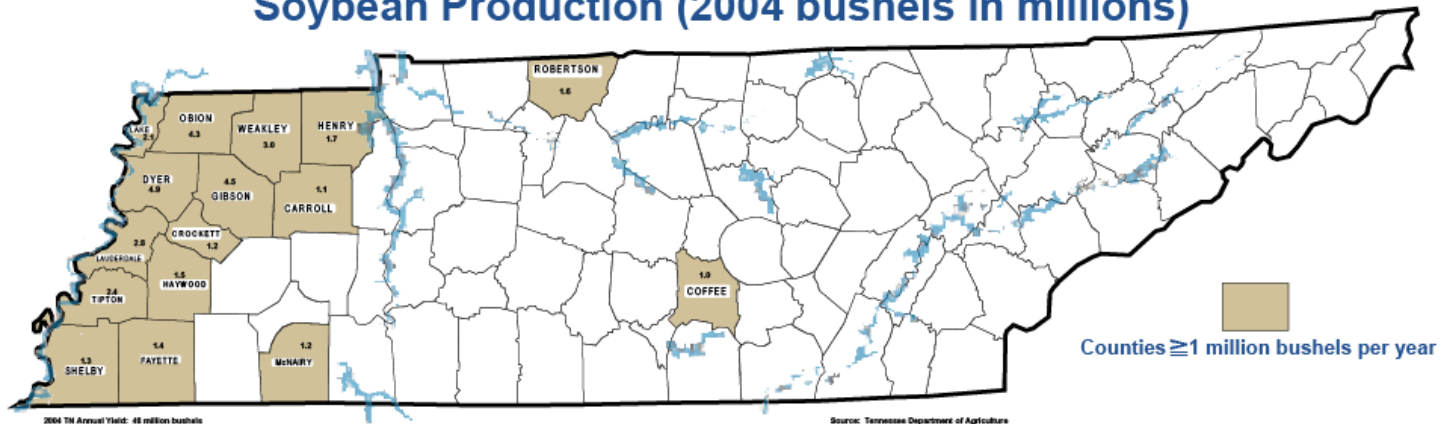 Soybean Production (2004 bushels in millions)
ROBERTSON
1.6
LAKE
2.1
OBION
4.3
WEAKLEY
3.0
HENRY
1.7
DYER
4.9
4.5
GIBSON
1.1
CARROLL
CROCKETT
1.2
2.8
LAUDERDALE
1.5
HAYWOOD
2.4
TIPTON
1.0
COFFEE
1.3
SHELBY
1.4
FAYETTE
1.2
McNAIRY
Counties ≧1 million bushels per year
2004 TN Annual Yield: 48 million bushels
Source: Tennessee Department of Agriculture